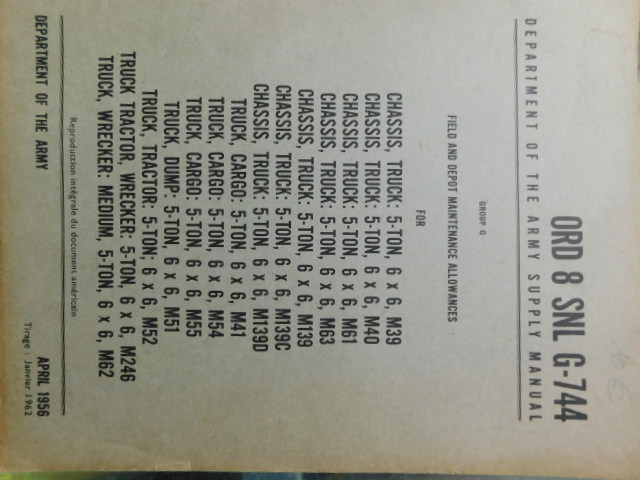 ORD 8 SNL G-744
DEPARTMENT OF THE ARMY SUPPLY MANUAL
GROUP G
FIELD AND DEPOT MAINTENANCE ALLOWANCES
FOR
CHASSIS, TRUCK: 5-TON, 6 x 6, M39
CHASSIS, TRUCK: 5-TON, 6 x 6, M40
CHASSIS, TRUCK: 5-TON, 6 x 6, M61
CHASSIS, TRUCK: 5-TON, 6 x 6, M63
CHASSIS, TRUCK: 5-TON, 6 x 6, M139
CHASSIS, TRUCK: 5-TON, 6 x 6, M139C
CHASSIS, TRUCK: 5-TON, 6 x 6, M139D
TRUCK, CARGO: 5-TON, 6 x 6, M41
TRUCK, CARGO: 5-TON, 6 x 6, M54
TRUCK, CARGO: 5-TON, 6 x 6, M55
TRUCK, DUMP: 5-TON, 6 x 6, M51
TRUCK, TRACTOR: 5-TON, 6 x 6, M52
TRUCK TRACTOR, WRECKER: 5-TON, 6 x 6, M246
TRUCK, WRECKER: MEDIUM, 5-TON, 6 x 6, M62
Reproduction intégrale du document américain
DEPARTMENT OF THE ARMY APRIL 1956
Tirage : Janvier 1962